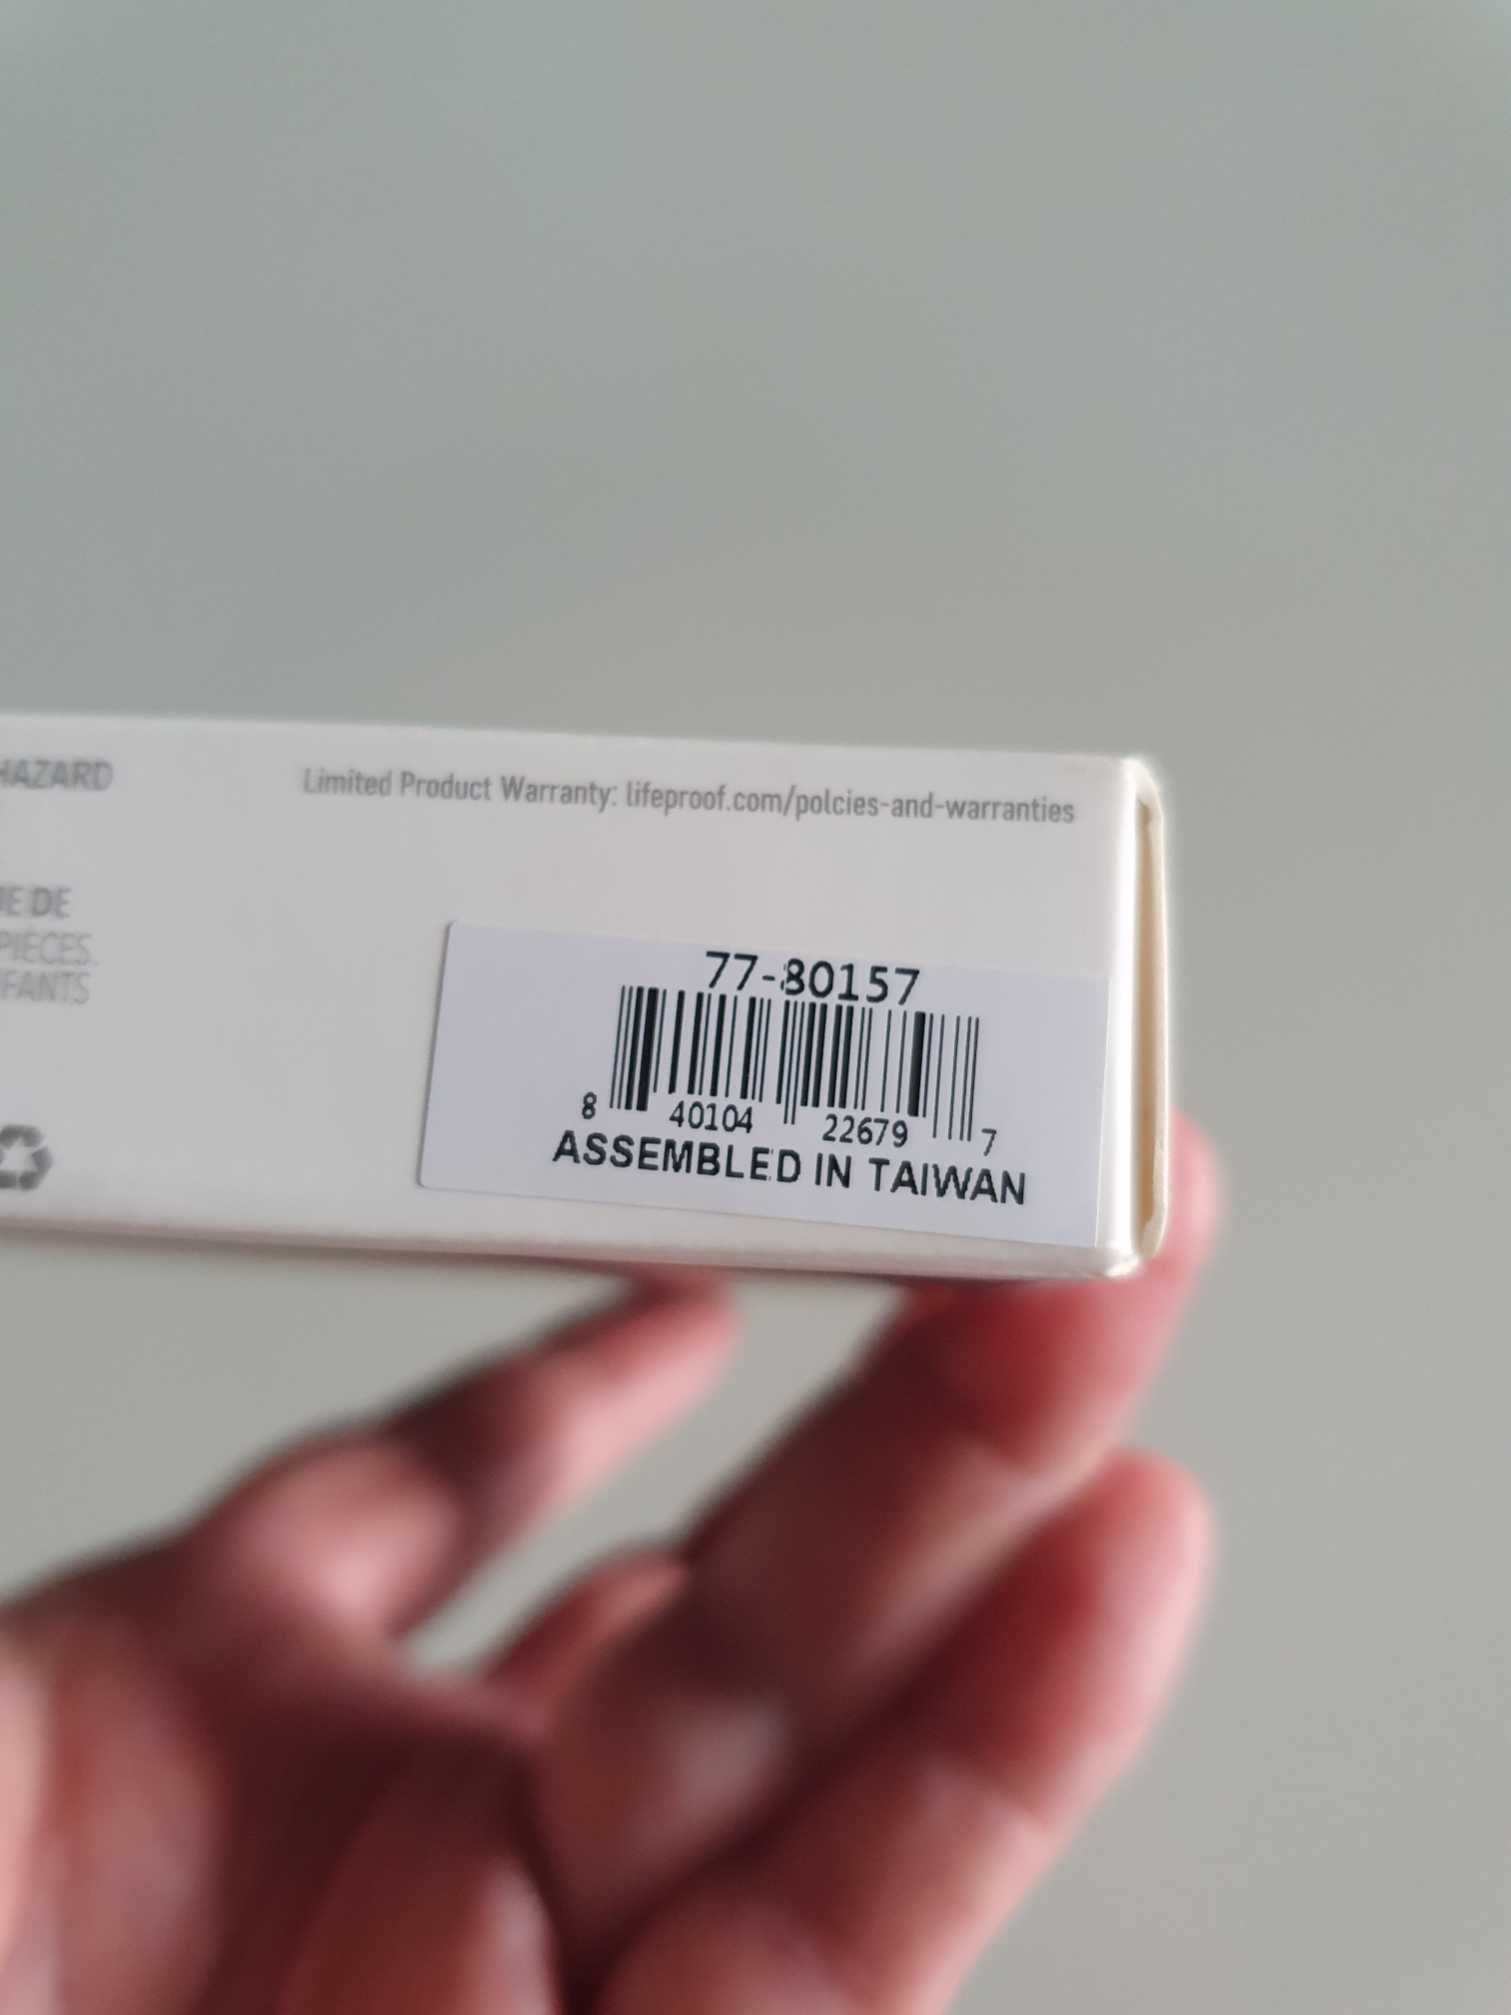 HAZARD
Limited Product Warranty: lifeproof.com/polcies-and-warranties
DE
PIÈCES.
77-80157
8 40104 22679 7
ASSEMBLED IN TAIWAN